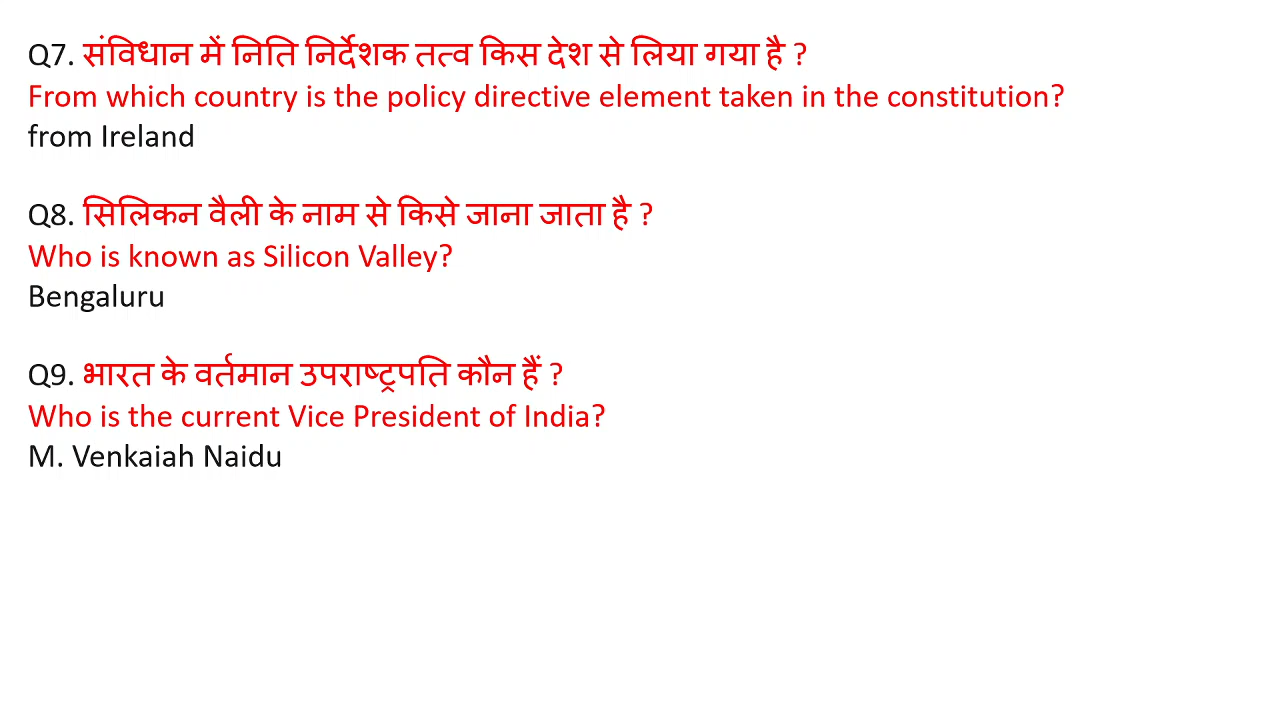 Q7. संविधान में निति निर्देशक तत्व किस देश से लिया गया है ?
From which country is the policy directive element taken in the constitution?
from Ireland
Q8. सिलिकन वैली के नाम से किसे जाना जाता है ?
Who is known as Silicon Valley?
Bengaluru
Q9. भारत के वर्तमान उपराष्ट्रपति कौन हैं ?
Who is the current Vice President of India?
M. Venkaiah Naidu